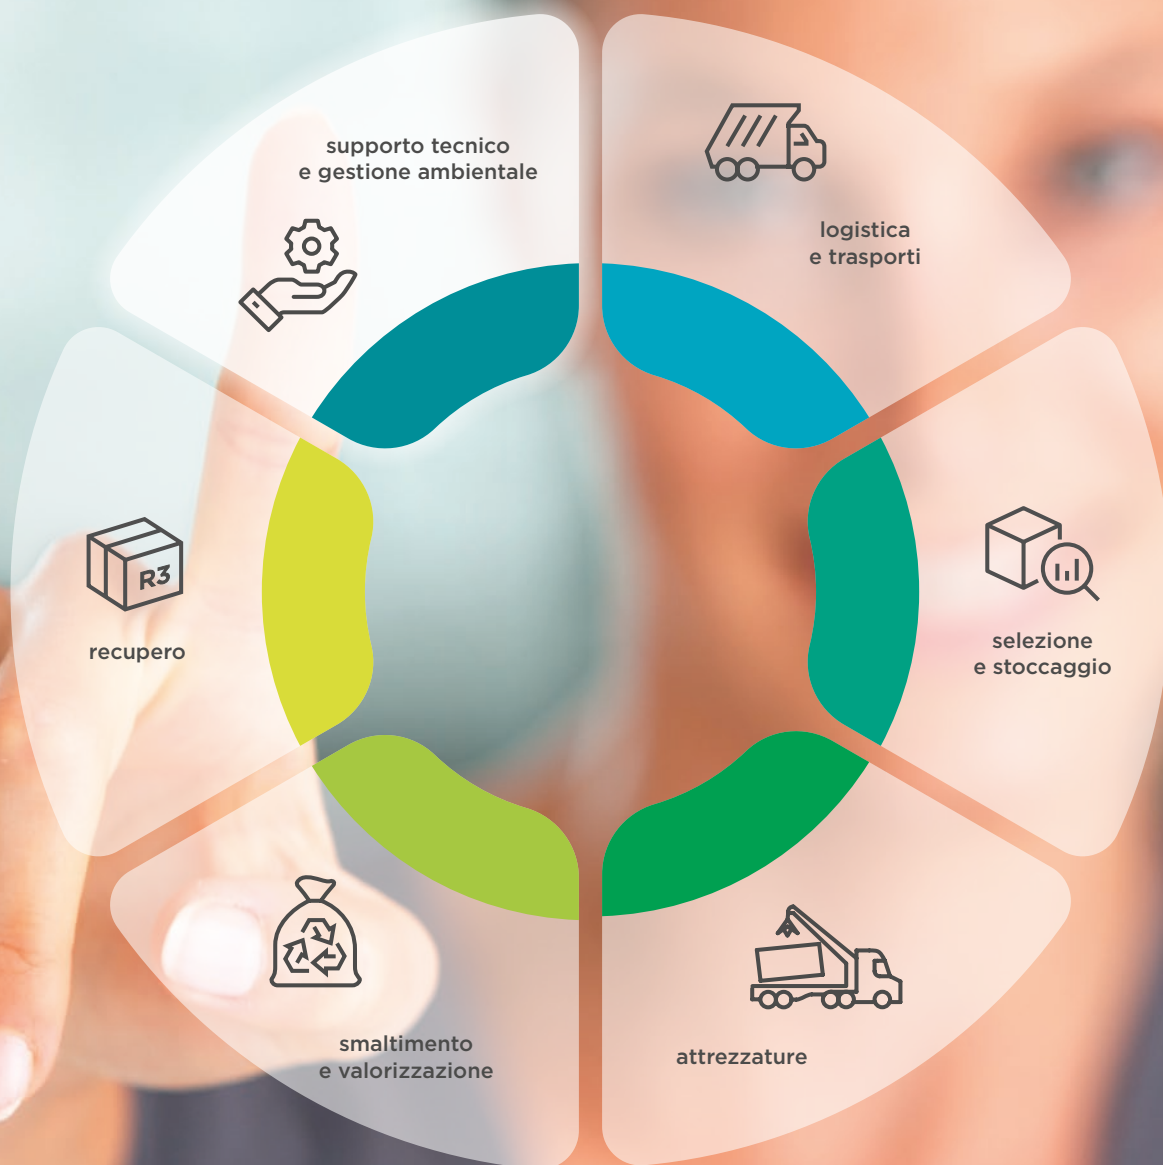 supporto tecnico
e gestione ambientale
logistica
e trasporti
R3
recupero
selezione
e stoccaggio
smaltimento
e valorizzazione
attrezzature